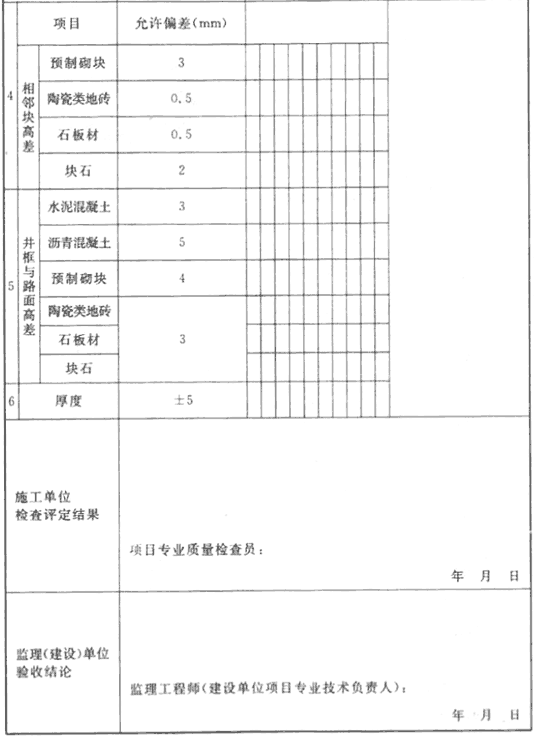 项目 允许偏差(mm)
4 相邻块高差 预制砌块 3
陶瓷类地砖 0.5
石板材 0.5
块石 2
5 井框与路面高差 水泥混凝土 3
沥青混凝土 5
预制砌块 4
陶瓷类地砖
石板材 3
块石
6 厚度 ±5
施工单位
检查评定结果
项目专业质量检查员：
年 月 日
监理(建设)单位
验收结论
监理工程师(建设单位项目专业技术负责人)：
年 月 日